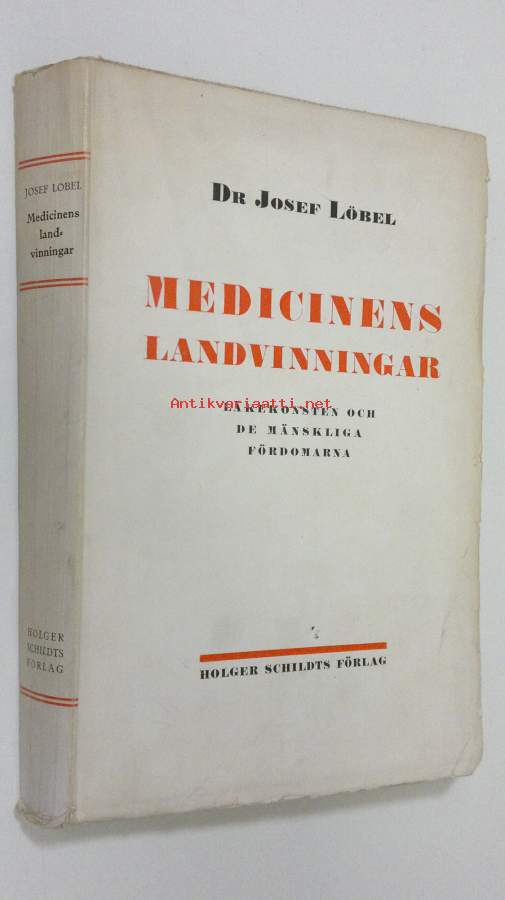 JOSEF LÖBEL
Medicinens
land-
vinningar
HOLGER
SCHILDTS
FÖRLAG
DR JOSEF LÖBEL
MEDICINENS
LANDVINNINGAR
Antikvariaatti.net
LÄKEKONSTEN OCH
DE MÄNSKLIGA
FÖRDOMARNA
HOLGER SCHILDTS FÖRLAG